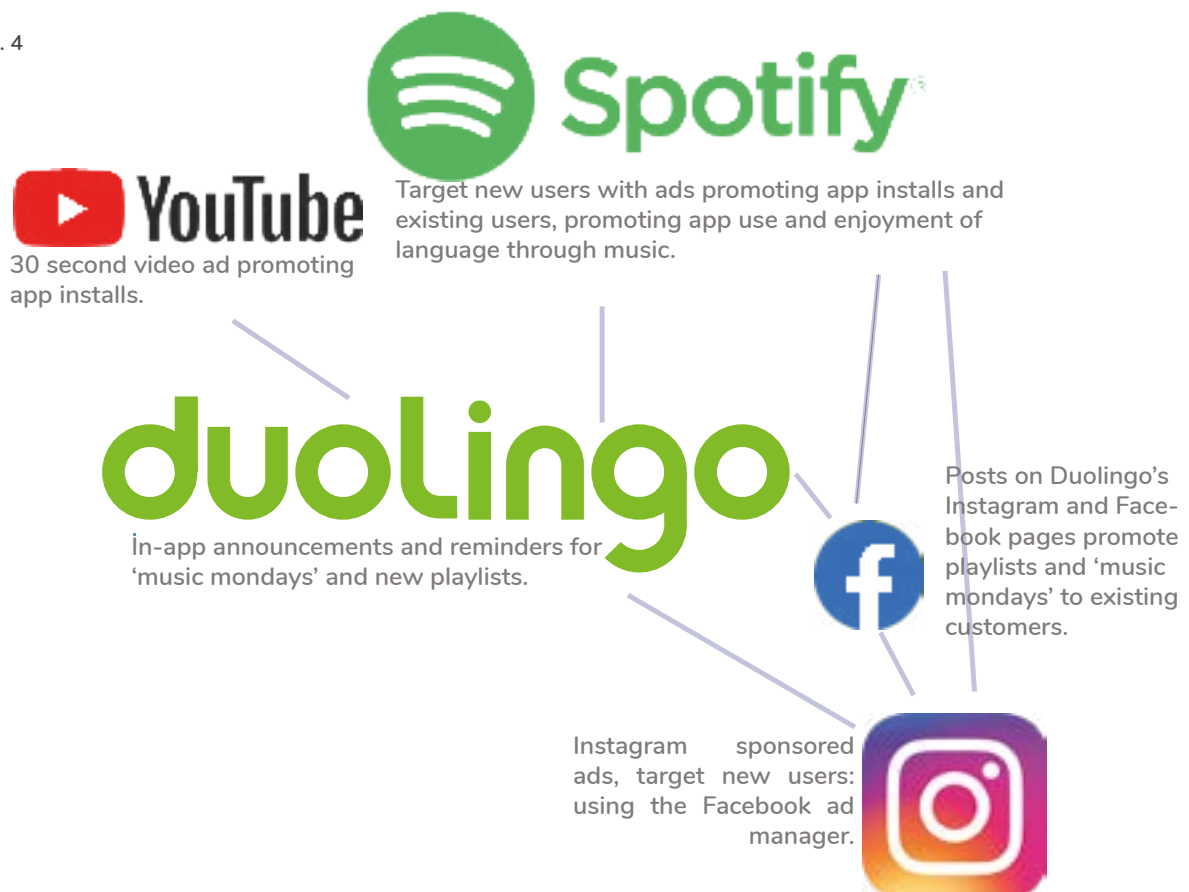 . 4
Spotify
YouTube
Target new users with ads promoting app installs and
existing users, promoting app use and enjoyment of
language through music.
30 second video ad promoting
app installs.
duolingo
In-app announcements and reminders for
‘music mondays’ and new playlists.
Posts on Duolingo’s
Instagram and Face-
book pages promote
playlists and ‘music
mondays’ to existing
customers.
Instagram sponsored
ads, target new users:
using the Facebook ad
manager.